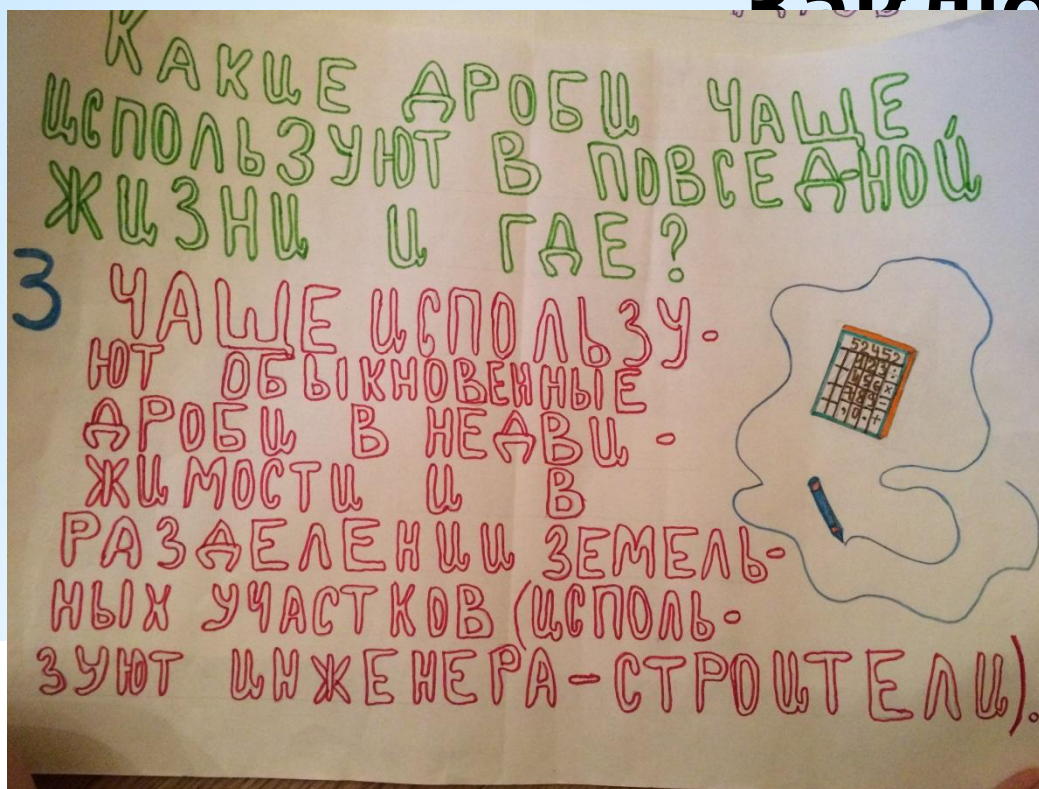 КАКИЕ ДРОБИ ЧАЩЕ
ИСПОЛЬЗУЮТ В ПОВСЕДНОЙ
ЖИЗНИ И ГДЕ?
3
ЧАЩЕ ИСПОЛЬЗУ-
ЮТ ОБЫКНОВЕННЫЕ
ДРОБИ В НЕДВИ-
ЖИМОСТИ И В
РАЗДЕЛЕНИИ ЗЕМЕЛЬ-
НЫХ УЧАСТКОВ (ИСПОЛЬ-
ЗУЮТ ИНЖЕНЕРА-СТРОИТЕЛИ).
52452